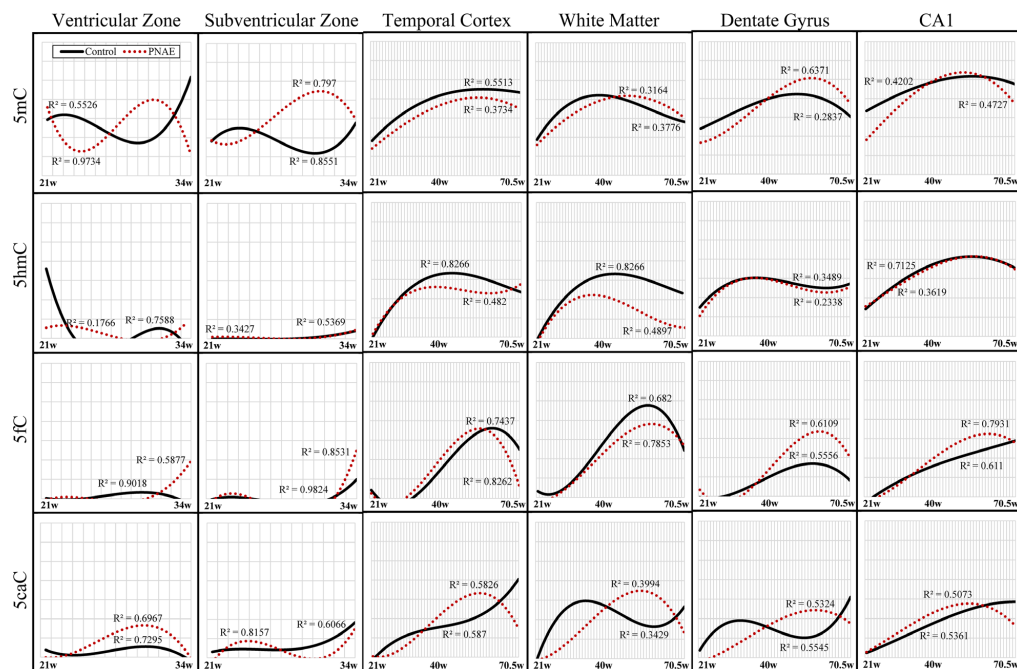 Ventricular Zone Subventricular Zone Temporal Cortex White Matter Dentate Gyrus CA1
5mC
Control PNAE
R² = 0.5526
R² = 0.9734
21w 34w
R² = 0.797
R² = 0.8551
21w 34w
R² = 0.5513
R² = 0.3734
21w 40w 70.5w
R² = 0.3164
R² = 0.3776
21w 40w 70.5w
R² = 0.6371
R² = 0.2837
21w 40w 70.5w
R² = 0.4202
R² = 0.4727
21w 40w 70.5w
5hmC
R² = 0.1766
R² = 0.7588
21w 34w
R² = 0.3427
R² = 0.5369
21w 34w
R² = 0.8266
R² = 0.482
21w 40w 70.5w
R² = 0.8266
R² = 0.4897
21w 40w 70.5w
R² = 0.3489
R² = 0.2338
21w 40w 70.5w
R² = 0.7125
R² = 0.3619
21w 40w 70.5w
5fC
R² = 0.5877
R² = 0.9018
21w 34w
R² = 0.8531
R² = 0.9824
21w 34w
R² = 0.7437
R² = 0.8262
21w 40w 70.5w
R² = 0.682
R² = 0.7853
21w 40w 70.5w
R² = 0.6109
R² = 0.5556
21w 40w 70.5w
R² = 0.7931
R² = 0.611
21w 40w 70.5w
5caC
R² = 0.6967
R² = 0.7295
21w 34w
R² = 0.8157
R² = 0.6066
21w 34w
R² = 0.5826
R² = 0.587
21w 40w 70.5w
R² = 0.3994
R² = 0.3429
21w 40w 70.5w
R² = 0.5324
R² = 0.5545
21w 40w 70.5w
R² = 0.5073
R² = 0.5361
21w 40w 70.5w